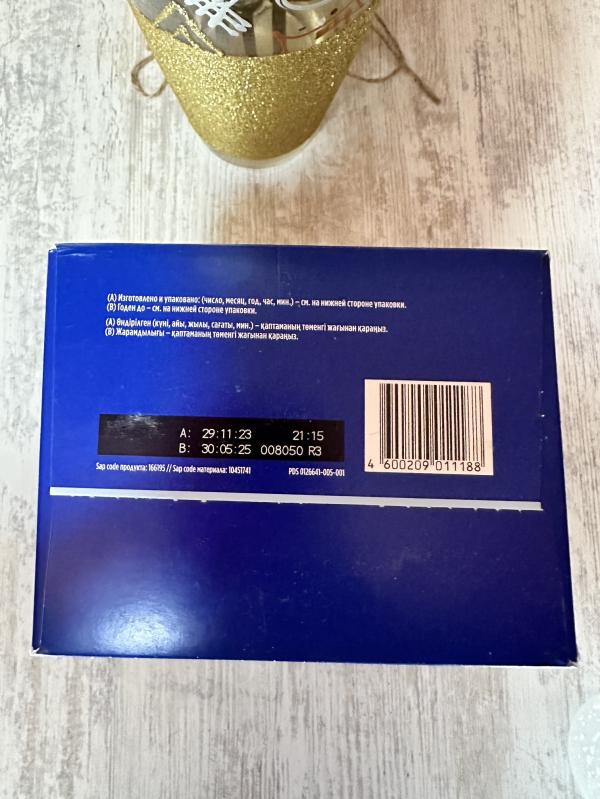 (А) Изготовлено и упаковано: (число, месяц, год, час, мин.) – см. на нижней стороне упаковки.
(В) Годен до – см. на нижней стороне упаковки.
(А) Өндірілген (күні, айы, жылы, сағаты, мин.) – қаптаманың төменгі жағынан қараңыз.
(В) Жарамдылығы – қаптаманың төменгі жағынан қараңыз.
A: 29:11:23 21:15
B: 30:05:25 008050 R3
Sap code продукта: 166195 // Sap code материала: 10451741 PDS 0126641-005-001
4 600209 011188